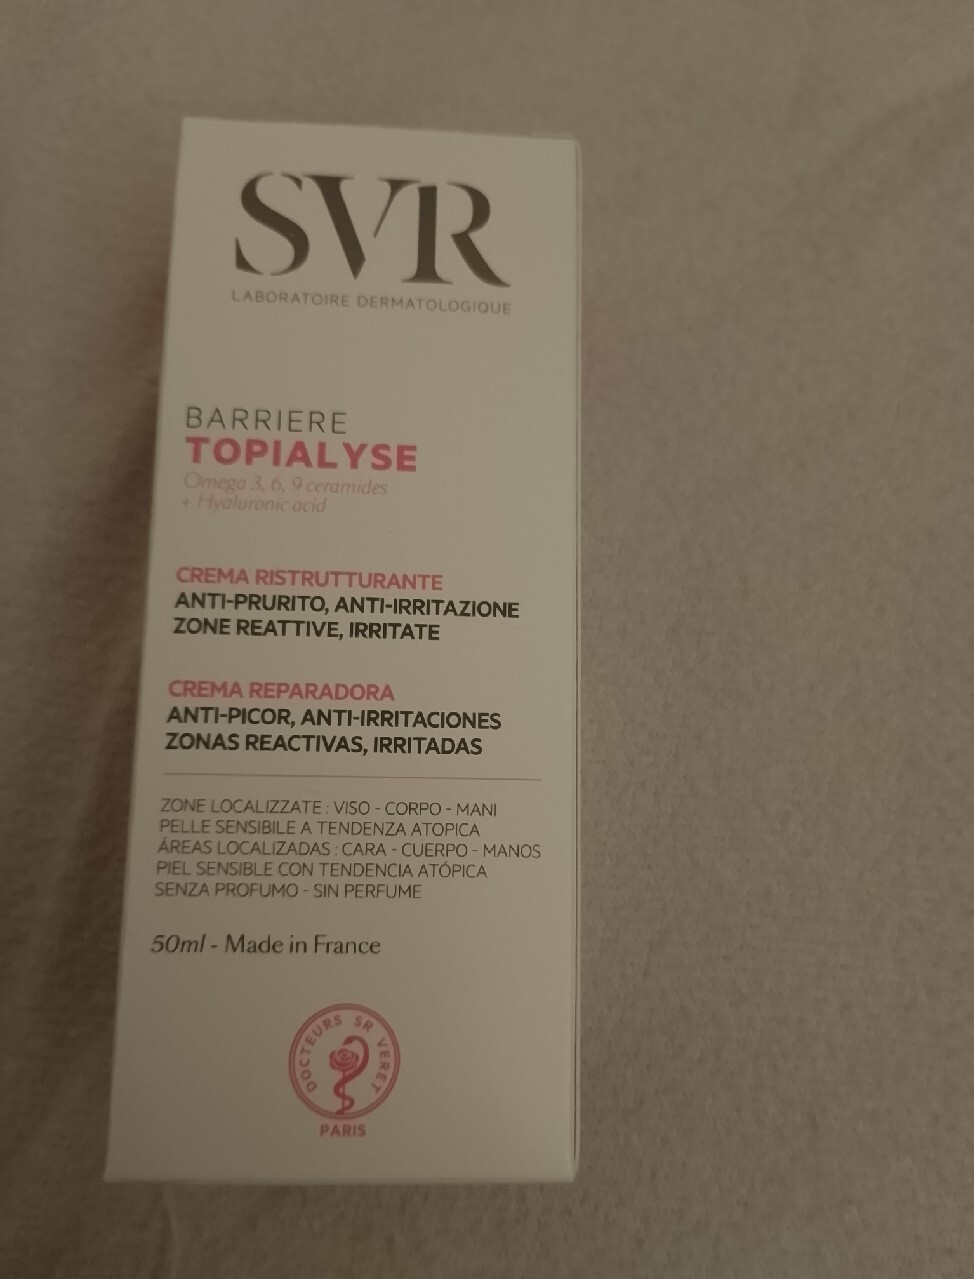 SVR
LABORATOIRE DERMATOLOGIQUE
BARRIERE
TOPIALYSE
Omega 3, 6, 9 ceramides
+ Hyaluronic acid
CREMA RISTRUTTURANTE
ANTI-PRURITO, ANTI-IRRITAZIONE
ZONE REATTIVE, IRRITATE
CREMA REPARADORA
ANTI-PICOR, ANTI-IRRITACIONES
ZONAS REACTIVAS, IRRITADAS
ZONE LOCALIZZATE : VISO - CORPO - MANI
PELLE SENSIBILE A TENDENZA ATOPICA
ÁREAS LOCALIZADAS : CARA - CUERPO - MANOS
PIEL SENSIBLE CON TENDENCIA ATÓPICA
SENZA PROFUMO - SIN PERFUME
50ml - Made in France
DOCTEURS SR VERET
PARIS